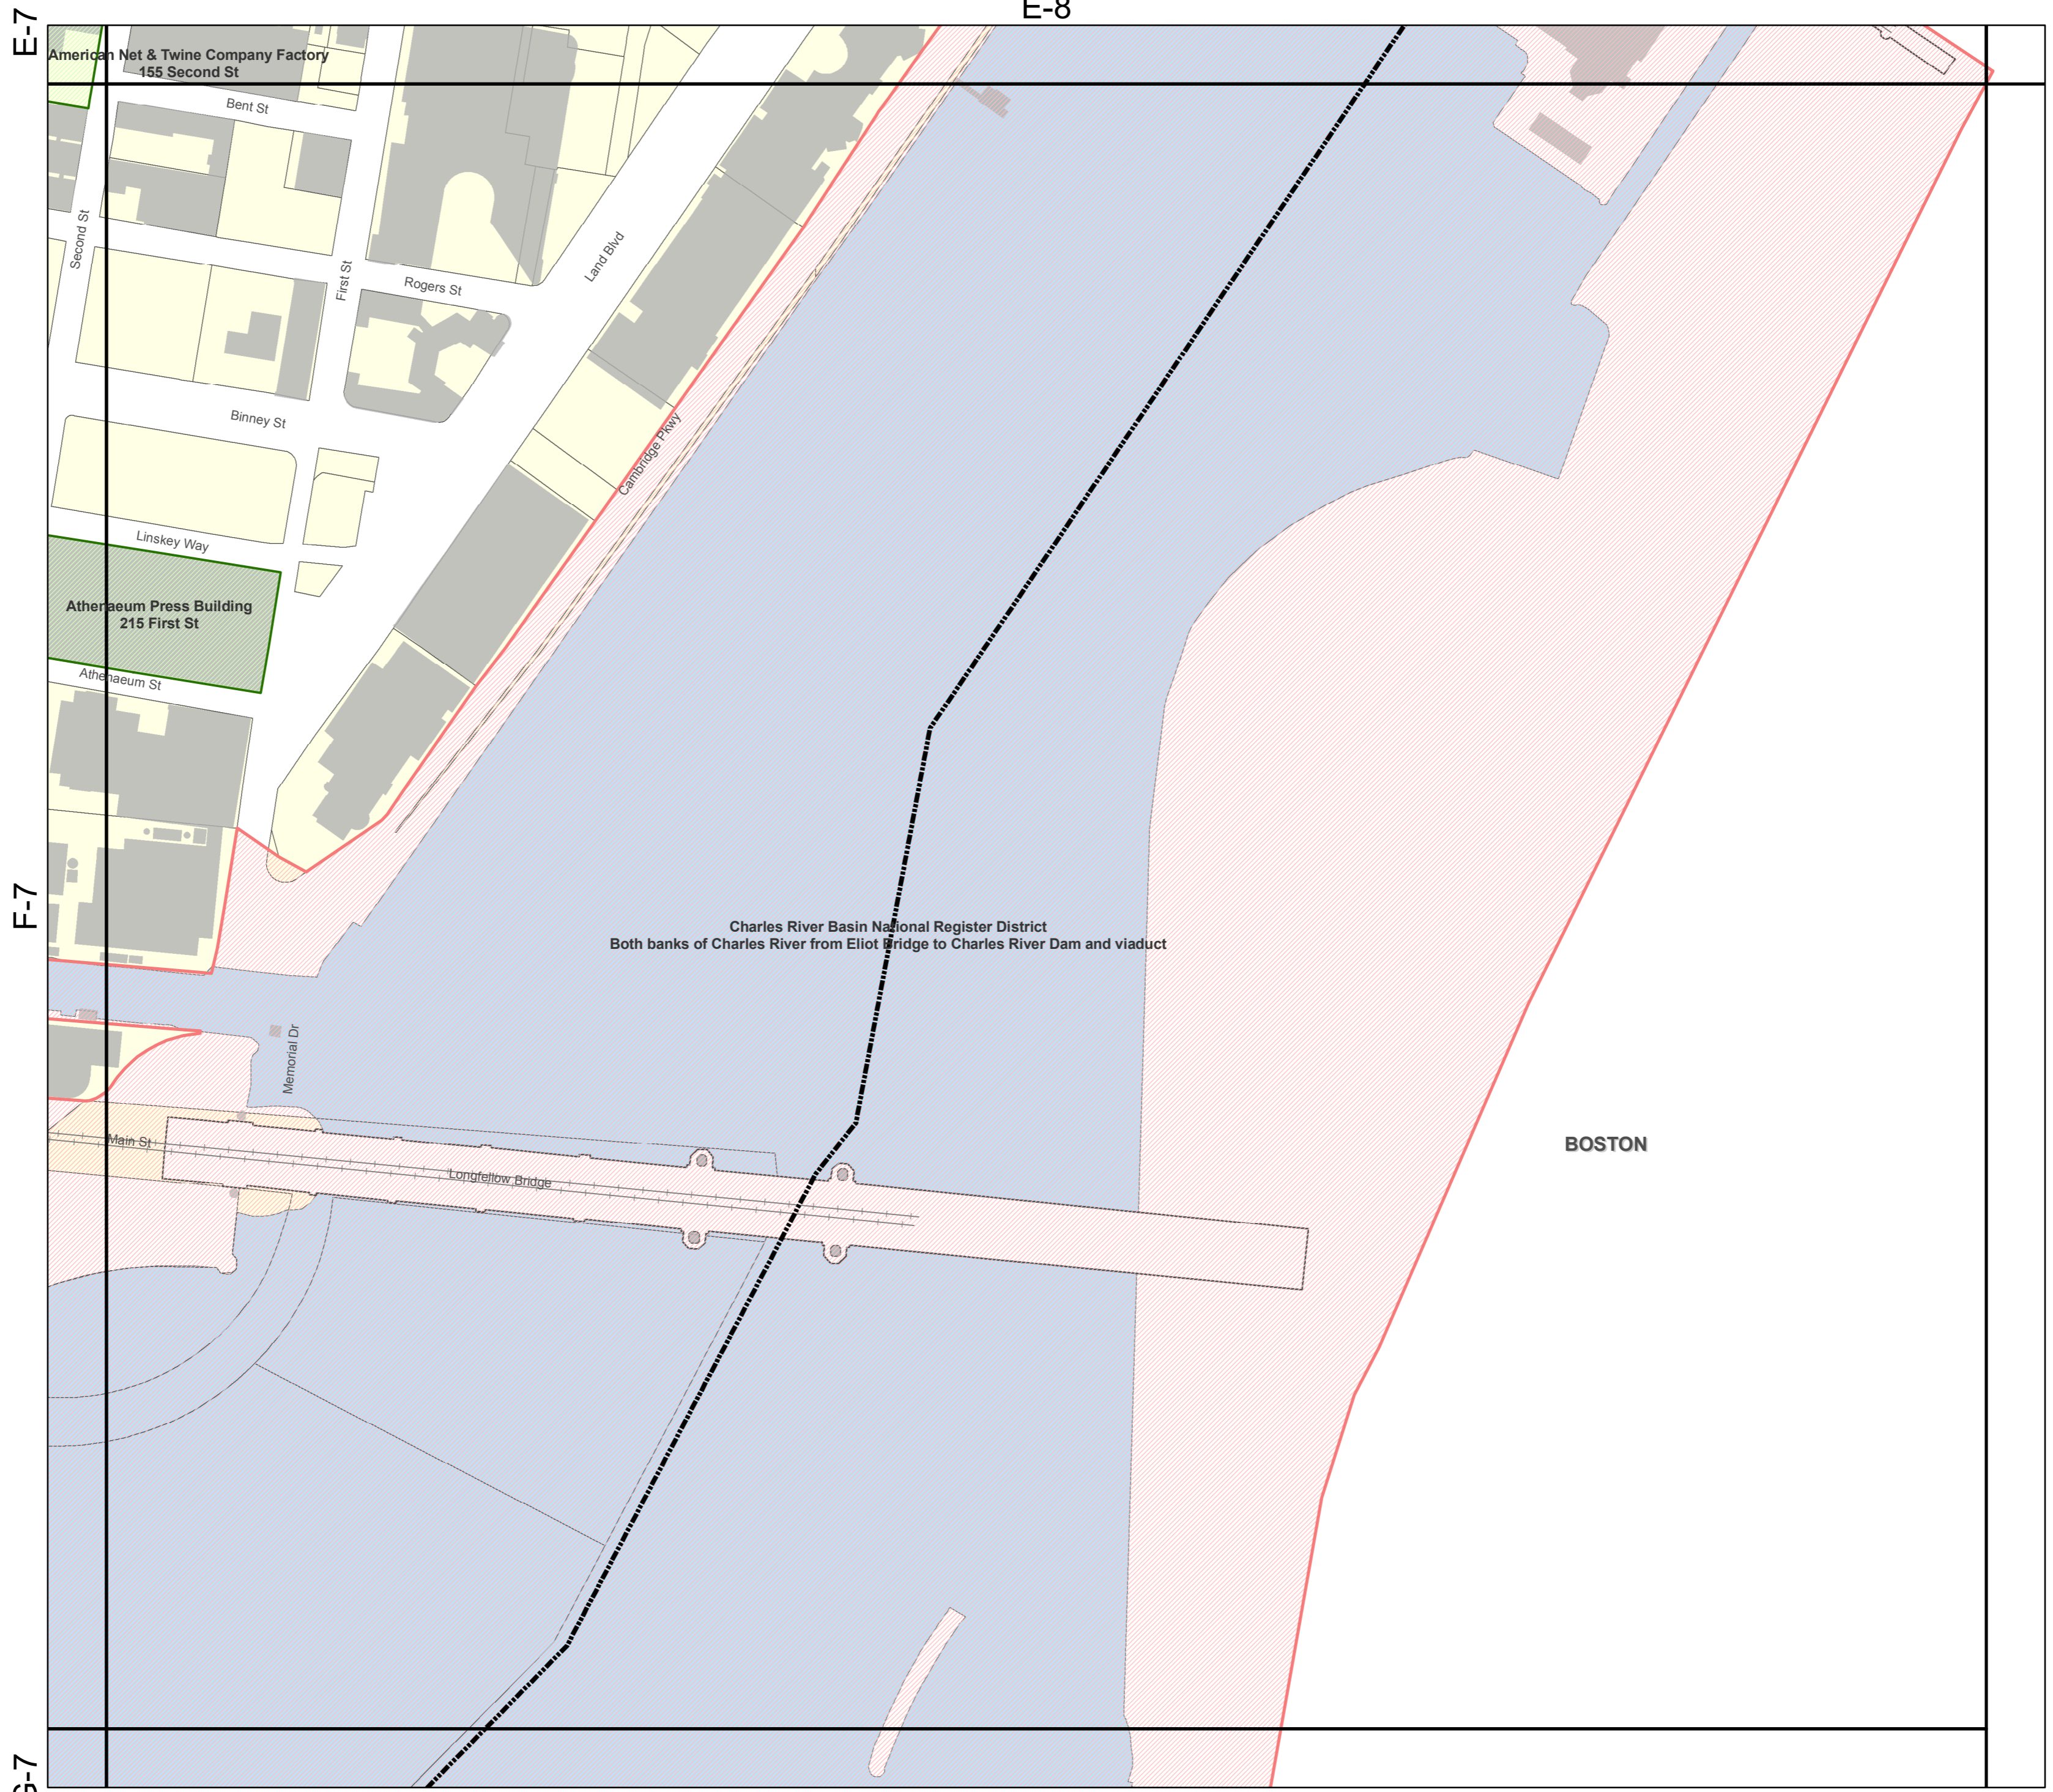 E-8
E-7
American Net & Twine Company Factory
155 Second St
Bent St
Second St
First St
Rogers St
Land Blvd
Binney St
Cambridge Pkwy
Linskey Way
Athenaeum Press Building
215 First St
Athenaeum St
F-7
Charles River Basin National Register District
Both banks of Charles River from Eliot Bridge to Charles River Dam and viaduct
Memorial Dr
Main St
BOSTON
Longfellow Bridge
G-7